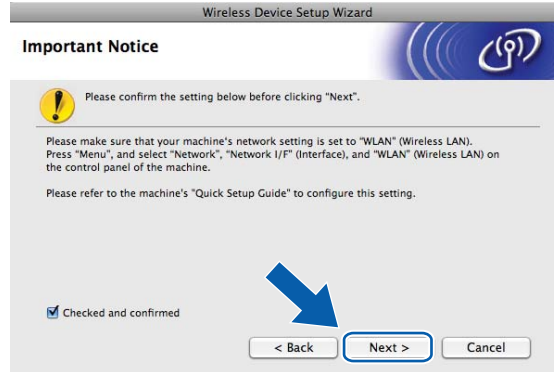 Wireless Device Setup Wizard
Important Notice
Please confirm the setting below before clicking "Next".
Please make sure that your machine's network setting is set to "WLAN" (Wireless LAN).
Press "Menu", and select "Network", "Network I/F" (Interface), and "WLAN" (Wireless LAN) on
the control panel of the machine.
Please refer to the machine's "Quick Setup Guide" to configure this setting.
Checked and confirmed
< Back Next > Cancel